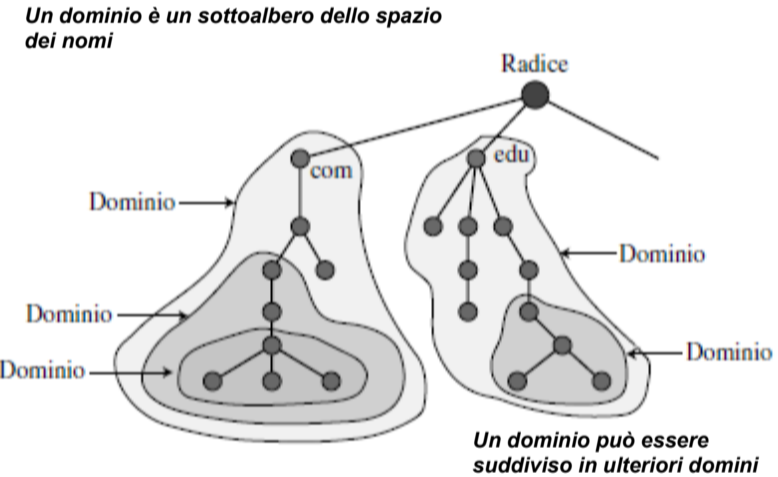 Un dominio è un sottoalbero dello spazio
dei nomi
Radice
com
edu
Dominio
Dominio
Dominio
Dominio
Dominio
Un dominio può essere
suddiviso in ulteriori domini